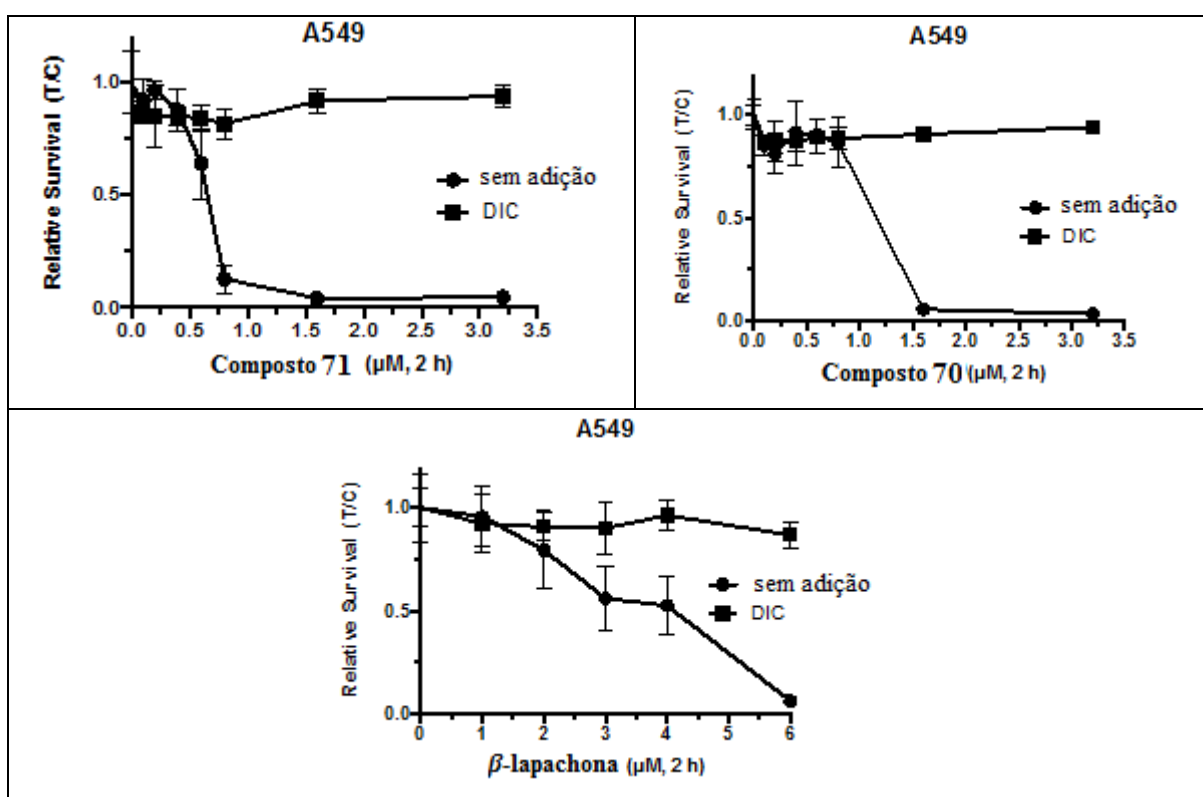 A549
Relative Survival (T/C)
1.0
0.5
0.0
sem adição
DIC
0.0 0.5 1.0 1.5 2.0 2.5 3.0 3.5
Composto 71 (µM, 2 h)
A549
Relative Survival (T/C)
1.0
0.5
0.0
sem adição
DIC
0.0 0.5 1.0 1.5 2.0 2.5 3.0 3.5
Composto 70 (µM, 2 h)
A549
Relative Survival (T/C)
1.0
0.5
0.0
sem adição
DIC
0 1 2 3 4 5 6
β-lapachona (µM, 2 h)